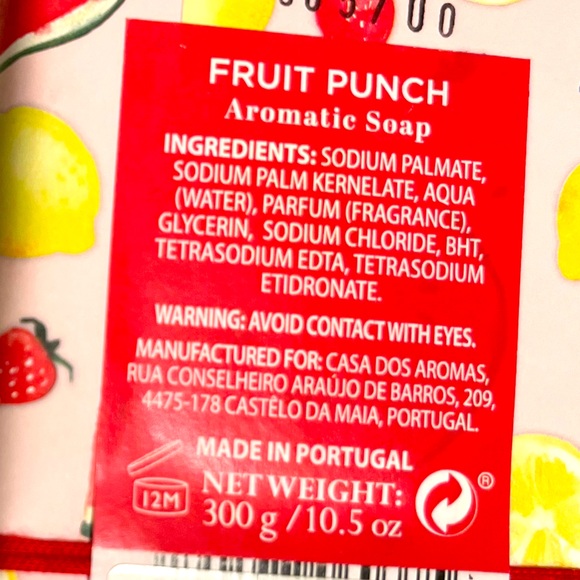 FRUIT PUNCH
Aromatic Soap
INGREDIENTS: SODIUM PALMATE,
SODIUM PALM KERNELATE, AQUA
(WATER), PARFUM (FRAGRANCE),
GLYCERIN, SODIUM CHLORIDE, BHT,
TETRASODIUM EDTA, TETRASODIUM
ETIDRONATE.
WARNING: AVOID CONTACT WITH EYES.
MANUFACTURED FOR: CASA DOS AROMAS,
RUA CONSELHEIRO ARAÚJO DE BARROS, 209,
4475-178 CASTÊLO DA MAIA, PORTUGAL.
MADE IN PORTUGAL
12M
NET WEIGHT:
300 g / 10.5 oz
®